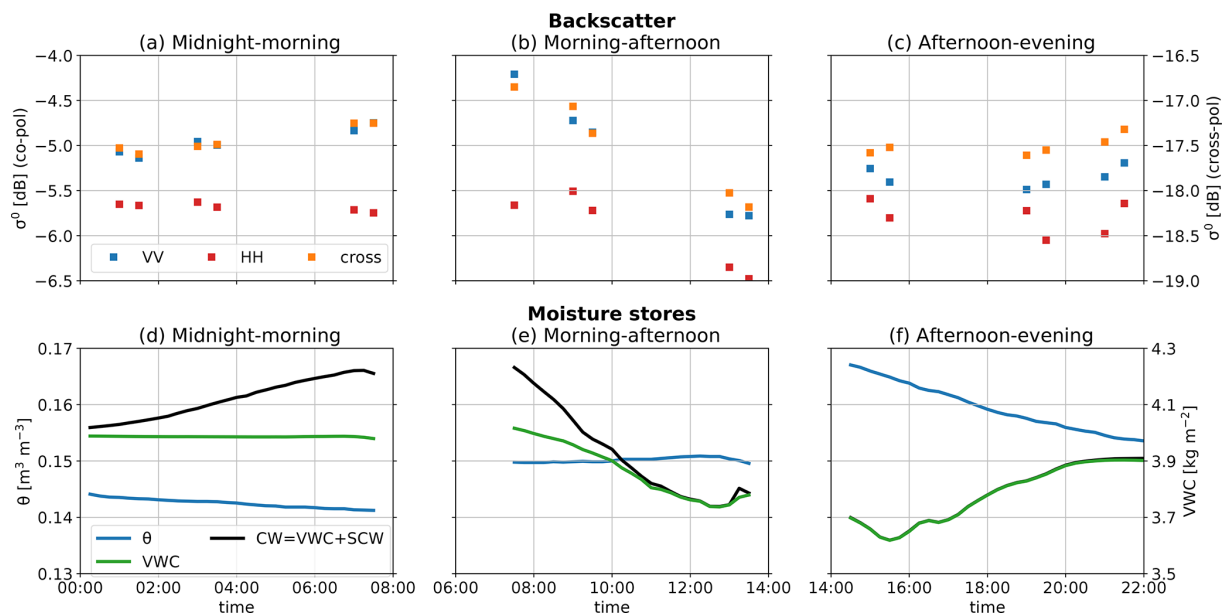 Backscatter
(a) Midnight-morning
(b) Morning-afternoon
(c) Afternoon-evening
σ⁰ [dB] (co-pol)
−4.0
−4.5
−5.0
−5.5
−6.0
−6.5
VV HH cross
−16.5
−17.0
−17.5
−18.0
−18.5
−19.0
σ⁰ [dB] (cross-pol)
Moisture stores
(d) Midnight-morning
(e) Morning-afternoon
(f) Afternoon-evening
θ [m³ m⁻³]
0.17
0.16
0.15
0.14
0.13
θ CW=VWC+SCW
VWC
4.3
4.1
3.9
3.7
3.5
VWC [kg m⁻²]
00:00 02:00 04:00 06:00 08:00
06:00 08:00 10:00 12:00 14:00
14:00 16:00 18:00 20:00 22:00
time
time
time